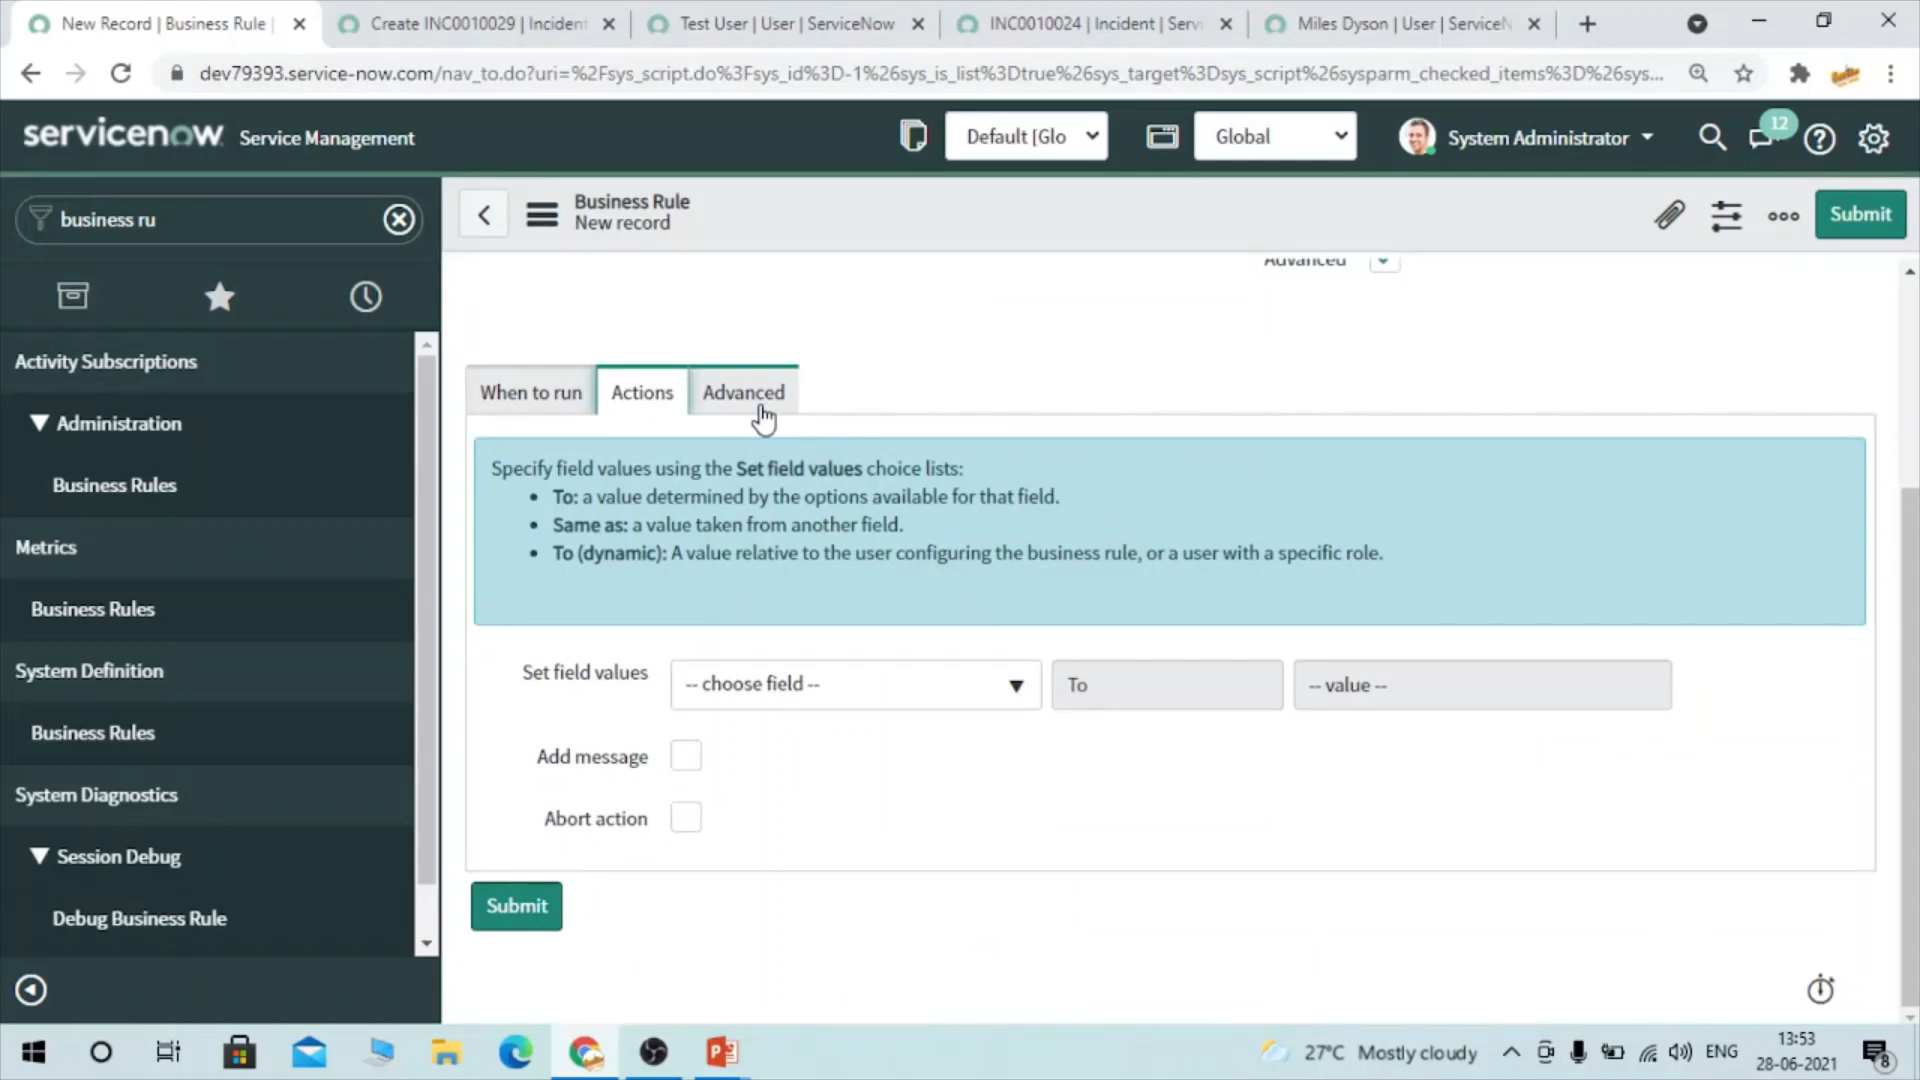 New Record | Business Rule |
Create INC0010029 | Incident
Test User | User | ServiceNow
INC0010024 | Incident | Serv
Miles Dyson | User | ServiceN
dev79393.service-now.com/nav_to.do?uri=%2Fsys_script.do%3Fsys_id%3D-1%26sys_is_list%3Dtrue%26sys_target%3Dsys_script%26sysparm_checked_items%3D%26sys...
servicenow Service Management
Default [Glo
Global
System Administrator
12
business ru
Business Rule
New record
Submit
Activity Subscriptions
Administration
Business Rules
Metrics
Business Rules
System Definition
Business Rules
System Diagnostics
Session Debug
Debug Business Rule
Advanced
When to run
Actions
Advanced
Specify field values using the Set field values choice lists:
To: a value determined by the options available for that field.
Same as: a value taken from another field.
To (dynamic): A value relative to the user configuring the business rule, or a user with a specific role.
Set field values
-- choose field --
To
-- value --
Add message
Abort action
Submit
27°C Mostly cloudy
ENG
13:53
28-06-2021
8